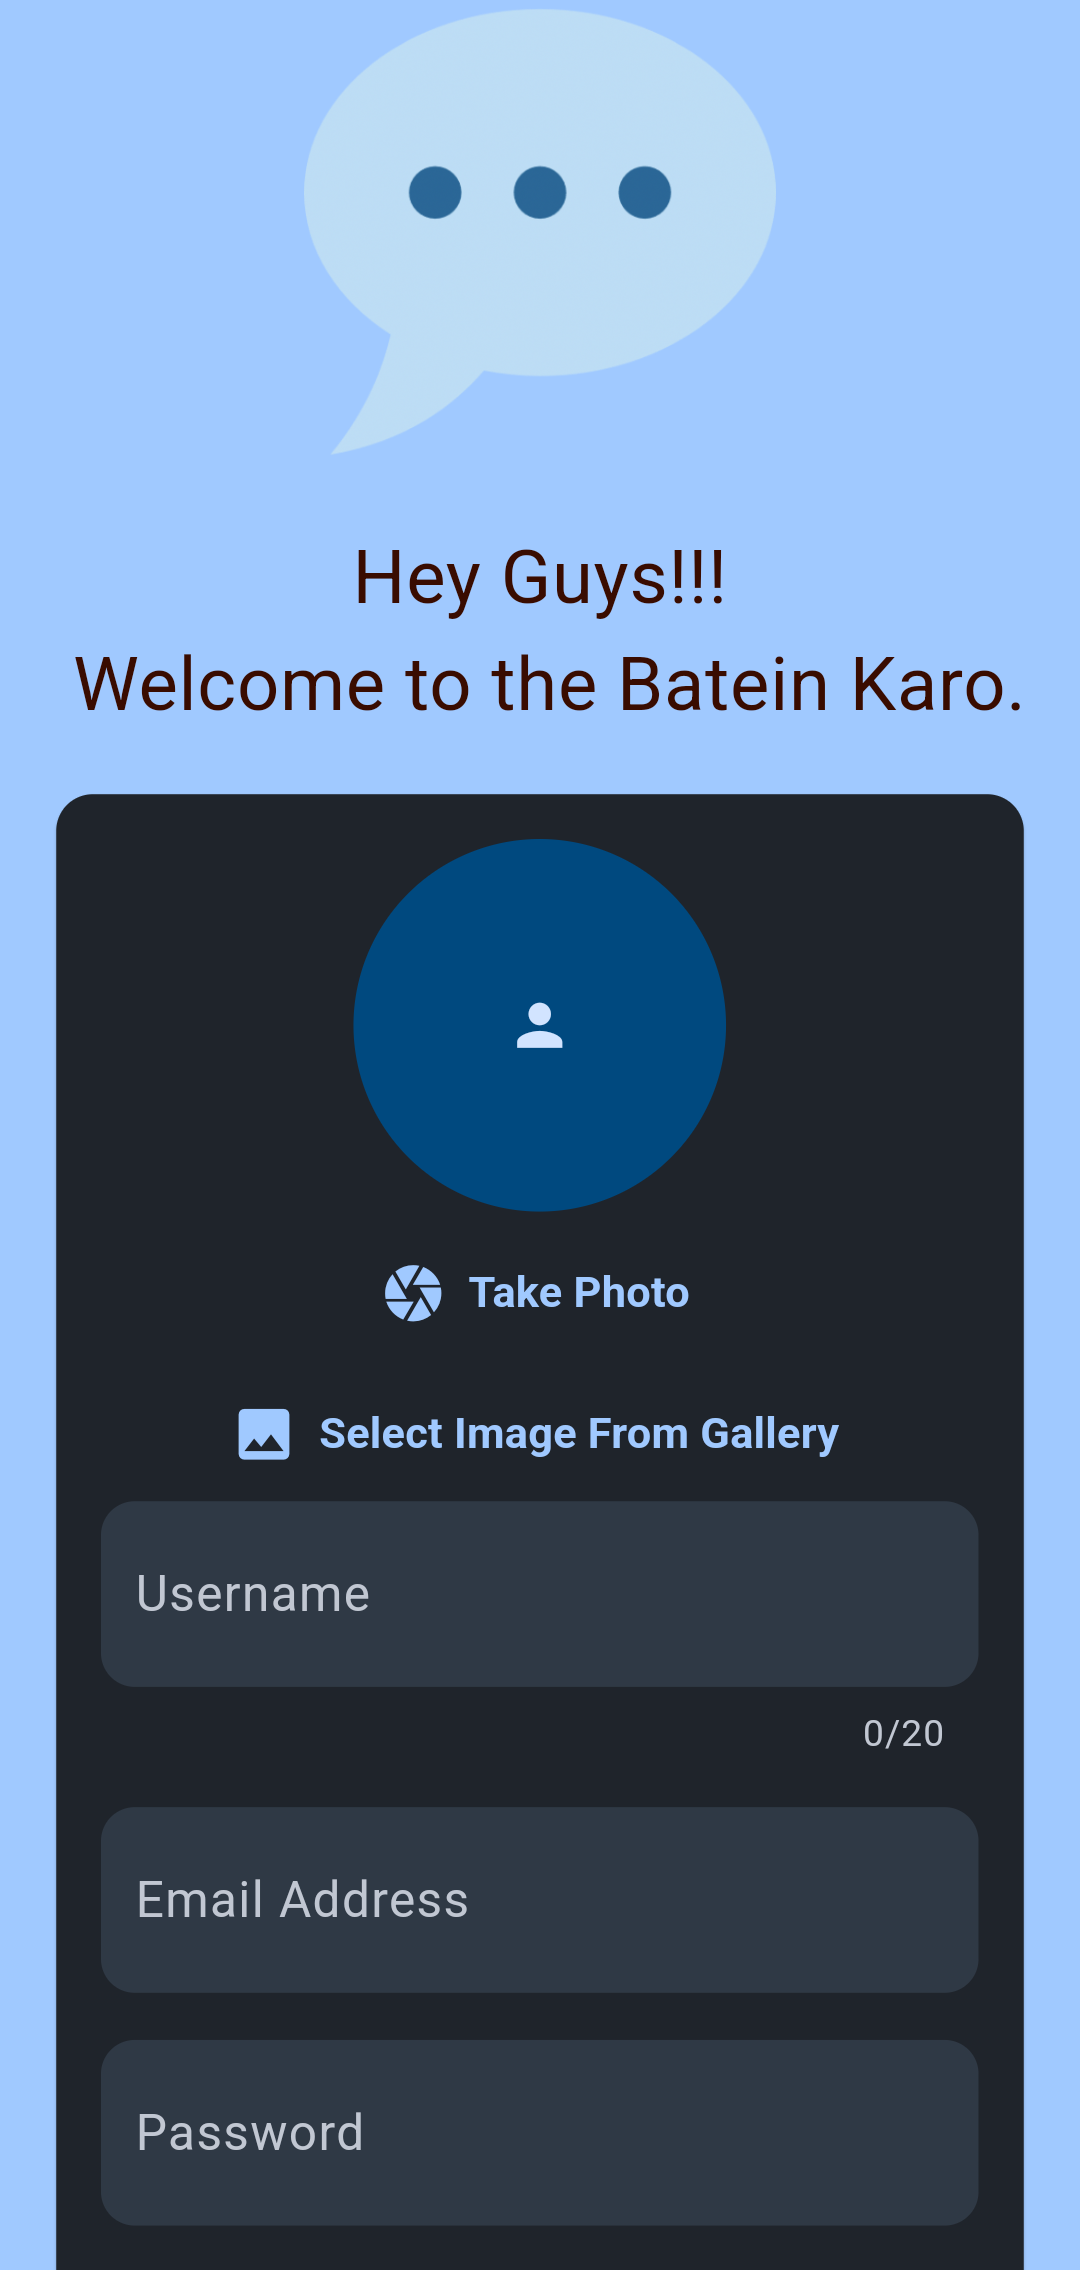 Hey Guys!!!
Welcome to the Batein Karo.
Take Photo
Select Image From Gallery
Username
0/20
Email Address
Password